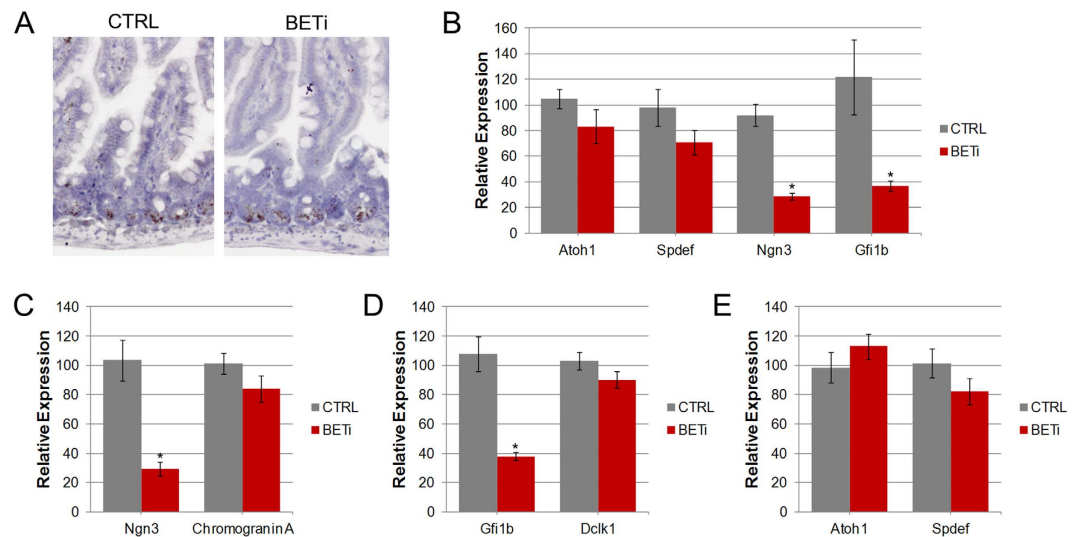 A
CTRL
BETi
B
Relative Expression
160
140
120
100
80
60
40
20
0
Atoh1
Spdef
Ngn3
Gfi1b
*
*
CTRL
BETi
C
Relative Expression
140
120
100
80
60
40
20
0
Ngn3
Chromogranin A
*
CTRL
BETi
D
Relative Expression
140
120
100
80
60
40
20
0
Gfi1b
Dclk1
*
CTRL
BETi
E
Relative Expression
140
120
100
80
60
40
20
0
Atoh1
Spdef
CTRL
BETi